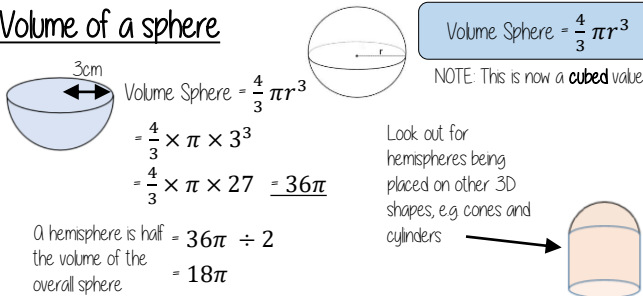 Volume of a sphere
3cm
Volume Sphere = 4/3 πr³
= 4/3 × π × 3³
= 4/3 × π × 27 = 36π
A hemisphere is half
the volume of the
overall sphere
= 36π ÷ 2
= 18π
r
Volume Sphere = 4/3 πr³
NOTE: This is now a cubed value
Look out for
hemispheres being
placed on other 3D
shapes, e.g. cones and
cylinders